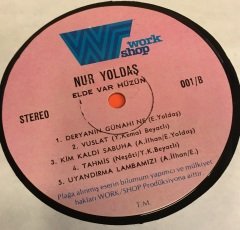 work
shop
NUR YOLDAŞ
ELDE VAR HÜZÜN
STEREO
001/B
1. DERYANIN GÜNAHI NE (E.Yoldaş)
2. VUSLAT (Y.Kemal Beyatlı)
3. KİM KALDI SABUHA (A.İlhan/E.Yoldaş)
4. TAHMİS (Neşati/Y.K. Beyatlı)
5. UYANDIRMA LAMBAMIZI (A.İlhan/E.)
Plağa alınmış eserin bilumum yapımcı ve mülkiyet
hakları WORK/SHOP Prodüksiyona aittir
T.M.